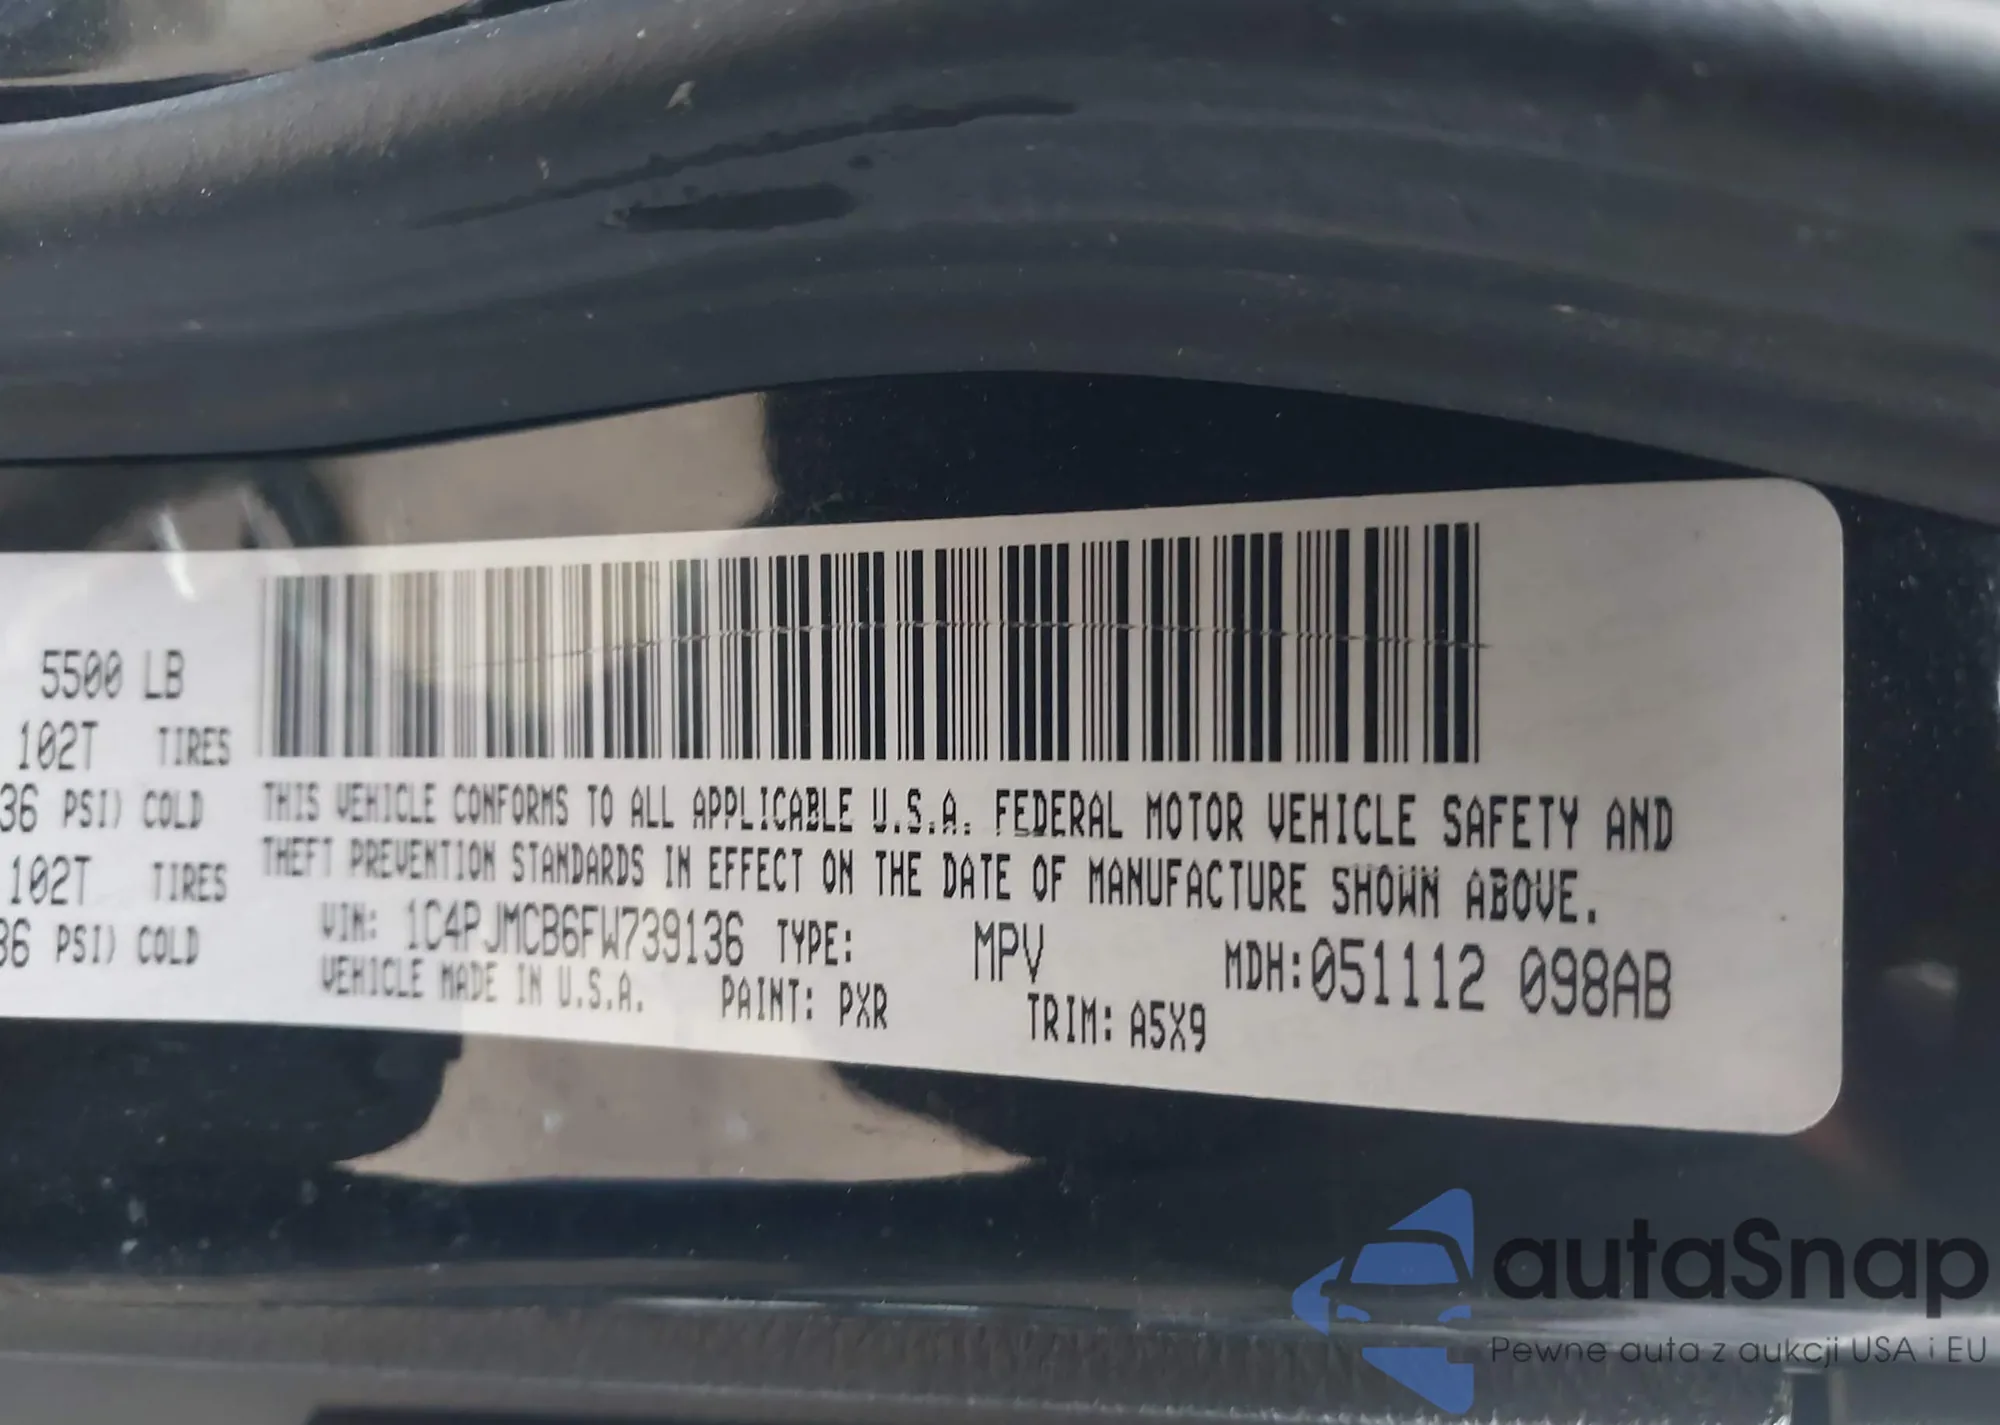 5500 LB
102T TIRES
36 PSI) COLD
102T TIRES
36 PSI) COLD
THIS VEHICLE CONFORMS TO ALL APPLICABLE U.S.A. FEDERAL MOTOR VEHICLE SAFETY AND
THEFT PREVENTION STANDARDS IN EFFECT ON THE DATE OF MANUFACTURE SHOWN ABOVE.
VIN: 1C4PJMCB6FW739136 TYPE: MPV MDH:051112 098AB
VEHICLE MADE IN U.S.A. PAINT: PXR TRIM: A5X9
autaSnap
Pewne auta z aukcji USA i EU